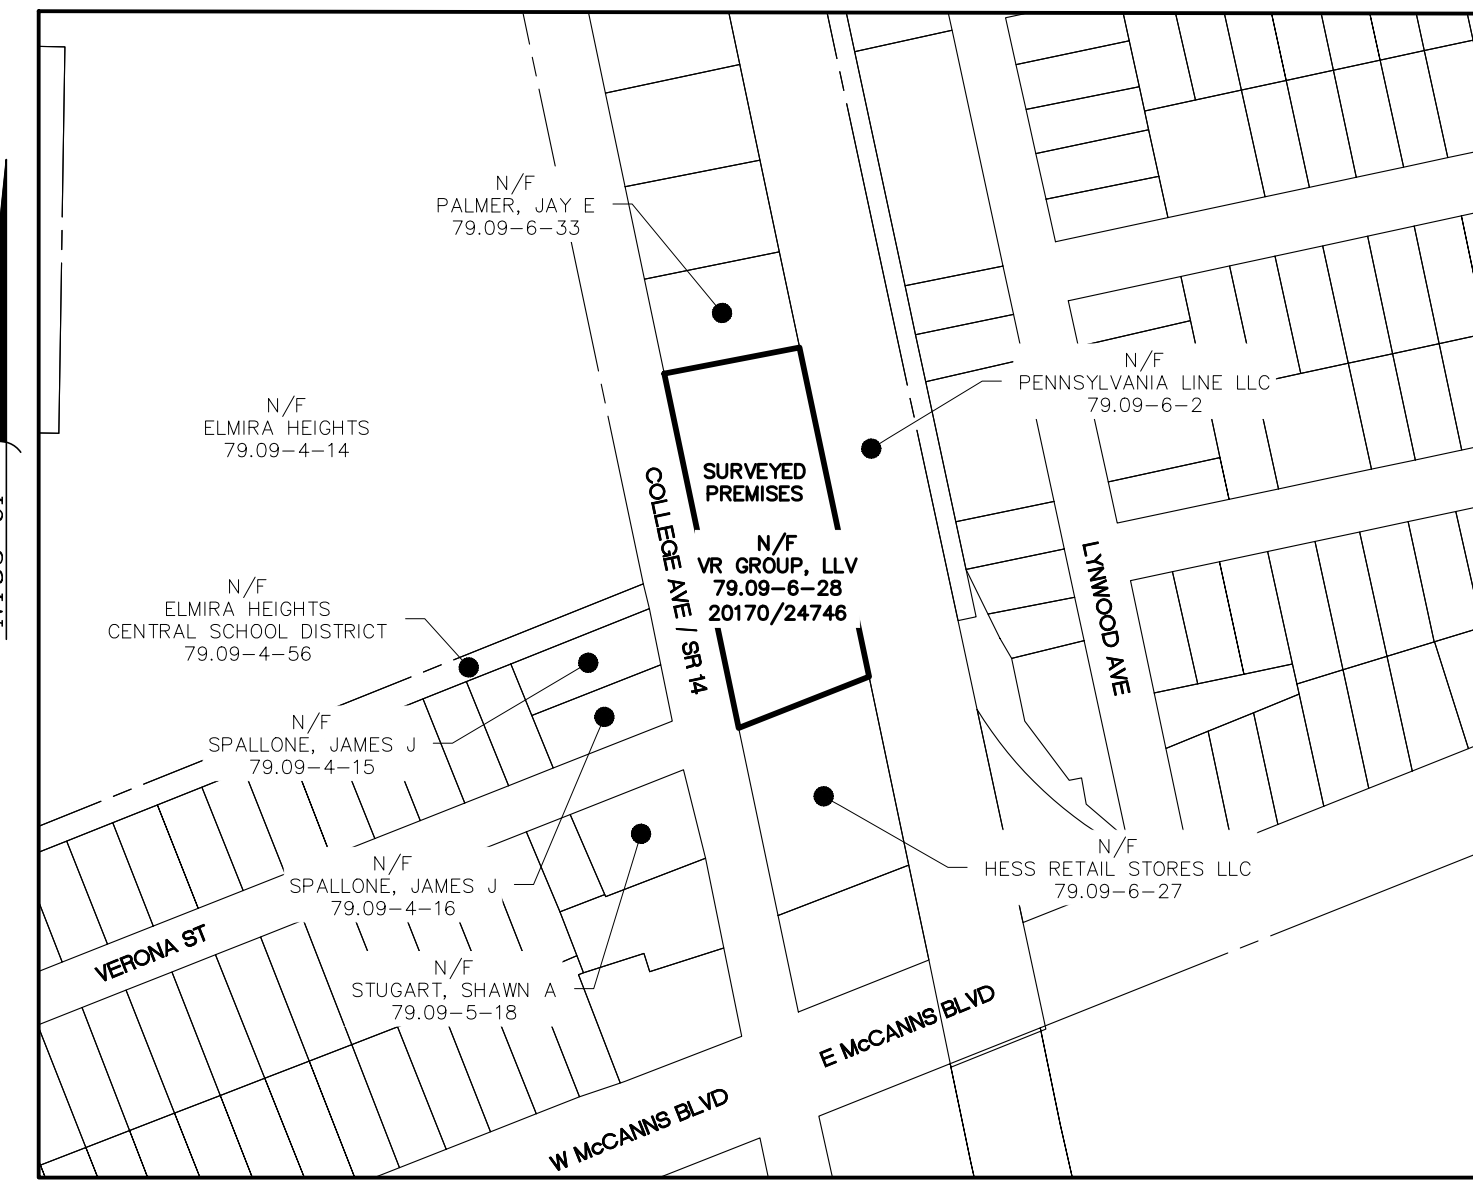 N/F
PALMER, JAY E
79.09-6-33
N/F
PENNSYLVANIA LINE LLC
79.09-6-2
N/F
ELMIRA HEIGHTS
79.09-4-14
SURVEYED
PREMISES
N/F
VR GROUP, LLV
79.09-6-28
20170/24746
COLLEGE AVE / SR 14
LYNWOOD AVE
N/F
ELMIRA HEIGHTS
CENTRAL SCHOOL DISTRICT
79.09-4-56
N/F
SPALLONE, JAMES J
79.09-4-15
N/F
SPALLONE, JAMES J
79.09-4-16
N/F
HESS RETAIL STORES LLC
79.09-6-27
VERONA ST
N/F
STUGART, SHAWN A
79.09-5-18
E McCANNS BLVD
W McCANNS BLVD